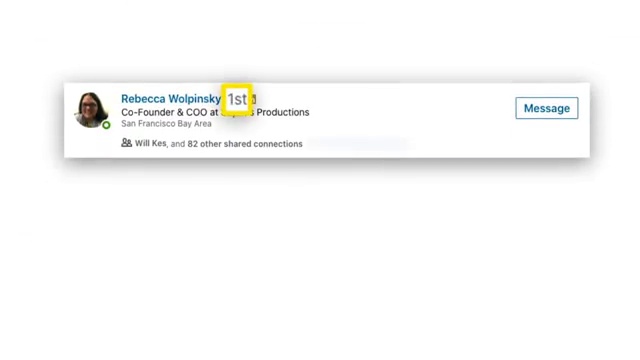 Rebecca Wolpinsky 1st
Co-Founder & COO at Productions
San Francisco Bay Area
Message
Will Kes, and 82 other shared connections